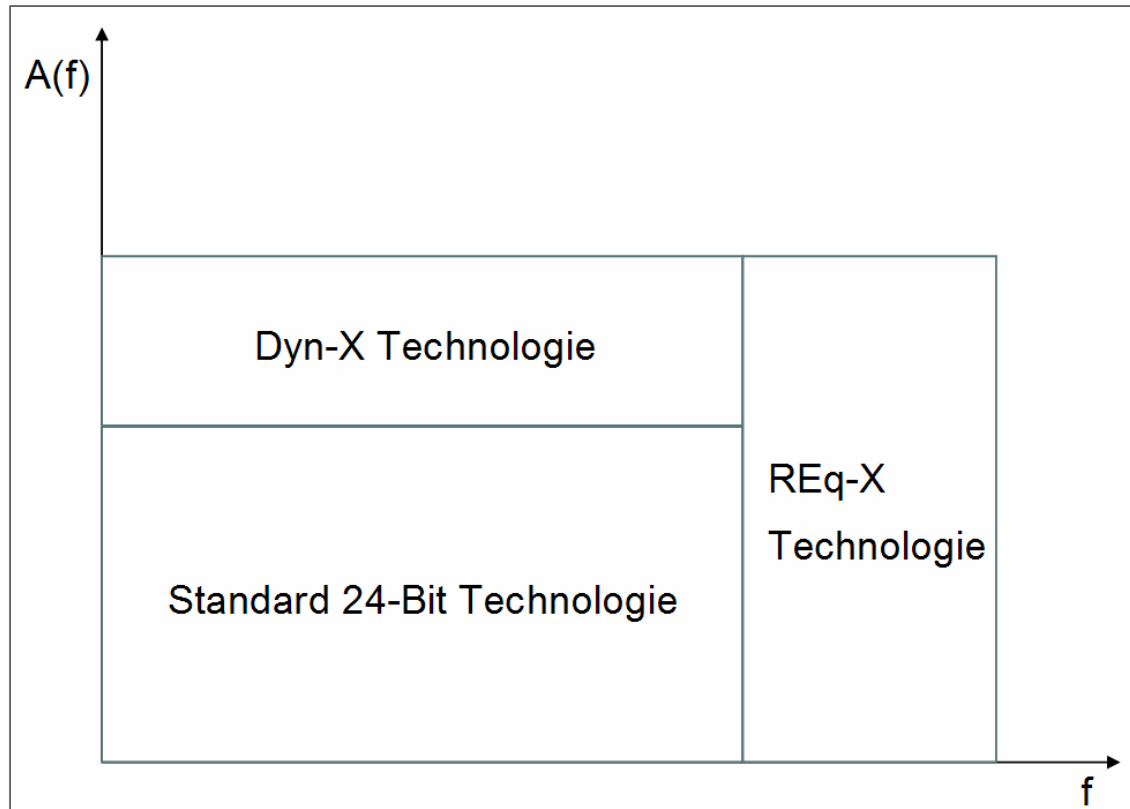 A(f)
Dyn-X Technologie
REq-X
Technologie
Standard 24-Bit Technologie
f